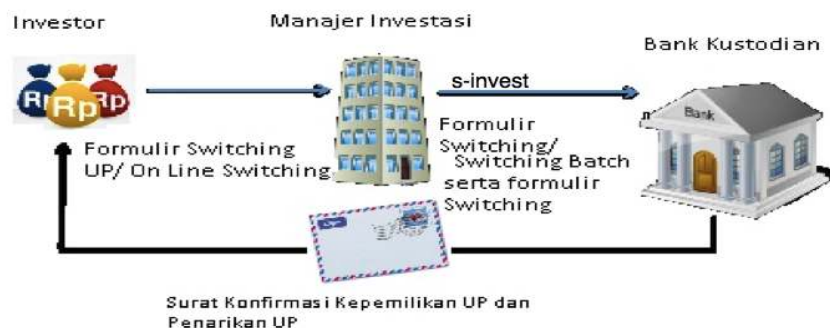 Investor
Manajer Investasi
Bank Kustodian
Rp Rp Rp
s-invest
Bank
Formulir Switching
UP/ On Line Switching
Formulir
Switching/
Switching Batch
serta formulir
Switching
Surat Konfirmasi Kepemilikan UP dan
Penarikan UP